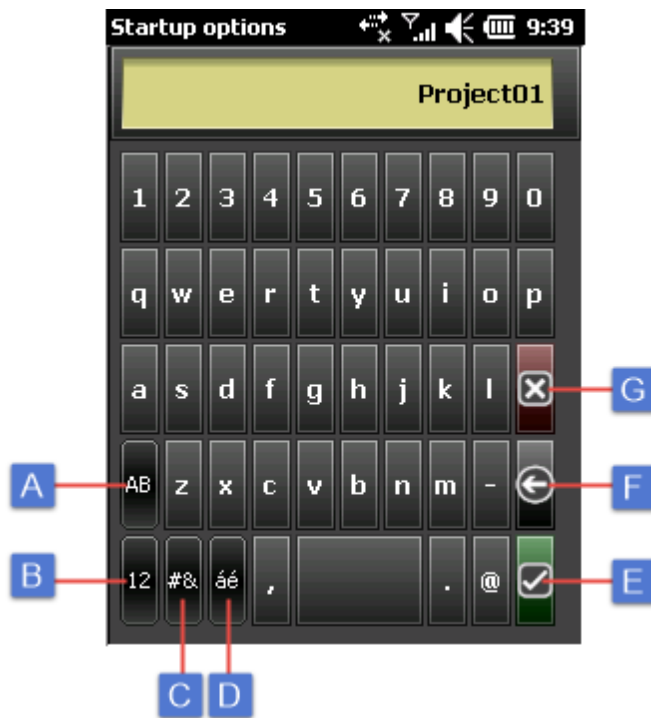 Startup options 9:39
Project01
1 2 3 4 5 6 7 8 9 0
q w e r t y u i o p
a s d f g h j k l G
A AB z x c v b n m - F
B 12 #& áé , . @ E
C D